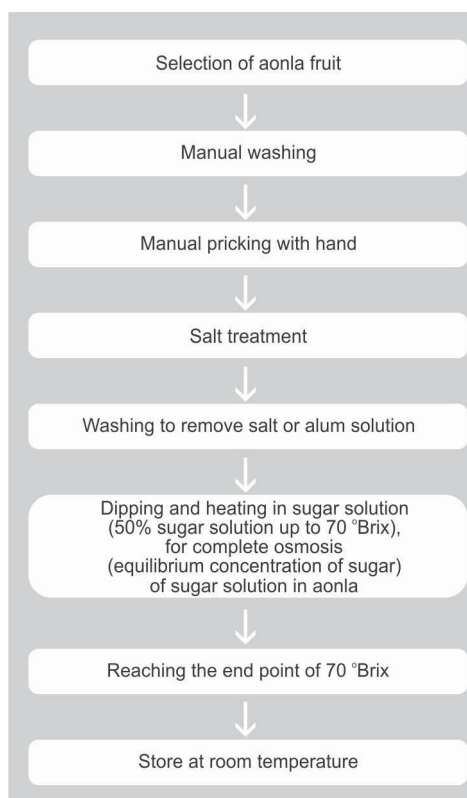 Selection of aonla fruit
Manual washing
Manual pricking with hand
Salt treatment
Washing to remove salt or alum solution
Dipping and heating in sugar solution
(50% sugar solution up to 70 °Brix),
for complete osmosis
(equilibrium concentration of sugar)
of sugar solution in aonla
Reaching the end point of 70 °Brix
Store at room temperature